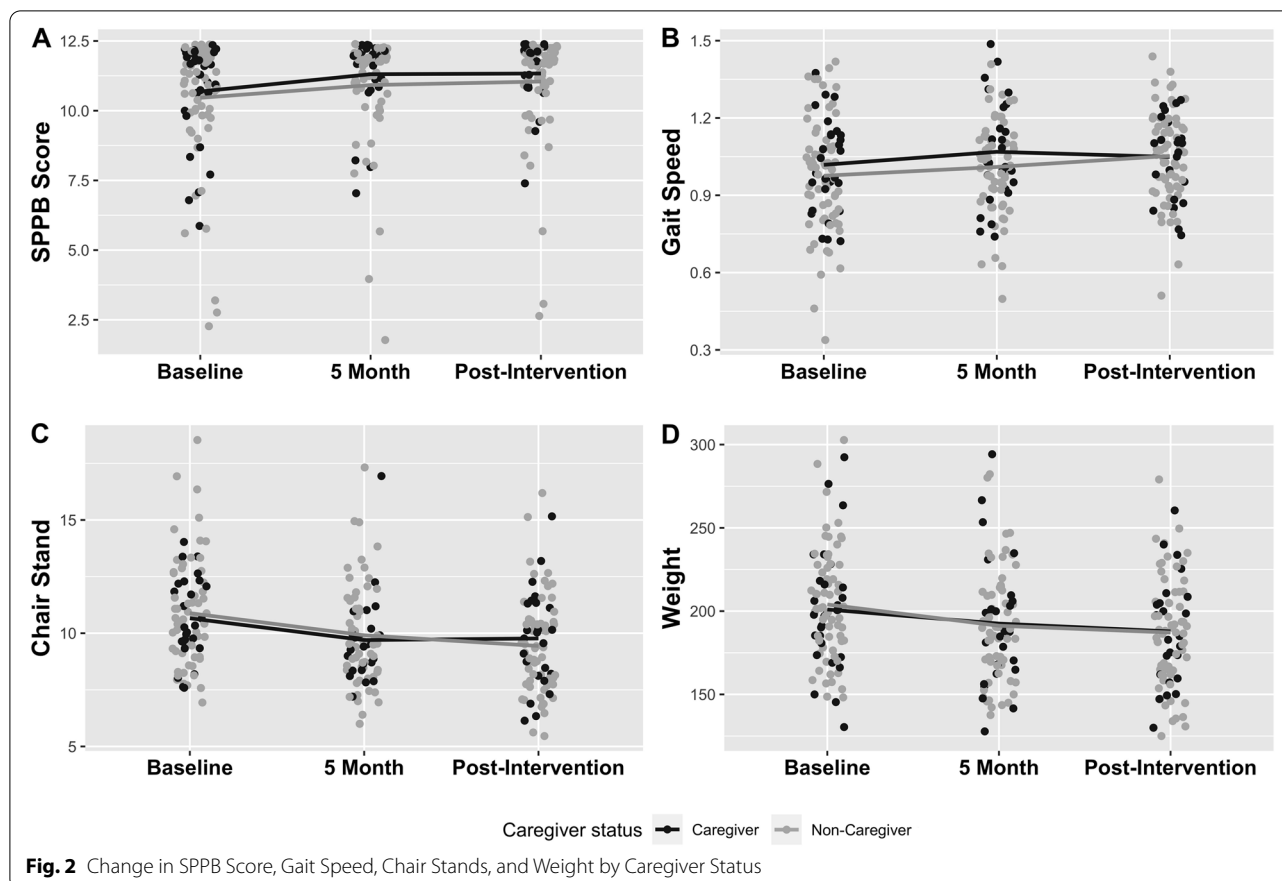 A
SPPB Score
12.5
10.0
7.5
5.0
2.5
Baseline 5 Month Post-Intervention
B
Gait Speed
1.5
1.2
0.9
0.6
0.3
Baseline 5 Month Post-Intervention
C
Chair Stand
15
10
5
Baseline 5 Month Post-Intervention
D
Weight
300
250
200
150
Baseline 5 Month Post-Intervention
Caregiver status Caregiver Non-Caregiver
Fig. 2 Change in SPPB Score, Gait Speed, Chair Stands, and Weight by Caregiver Status